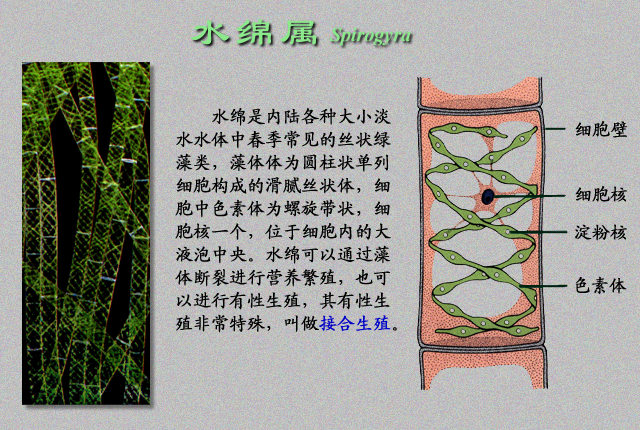 水绵属 Spirogyra
水绵是内陆各种大小淡
水水体中春季常见的丝状绿
藻类，藻体体为圆柱状单列
细胞构成的滑腻丝状体，细
胞中色素体为螺旋带状，细
胞核一个，位于细胞内的大
液泡中央。水绵可以通过藻
体断裂进行营养繁殖，也可
以进行有性生殖，其有性生
殖非常特殊，叫做接合生殖。
细胞壁
细胞核
淀粉核
色素体